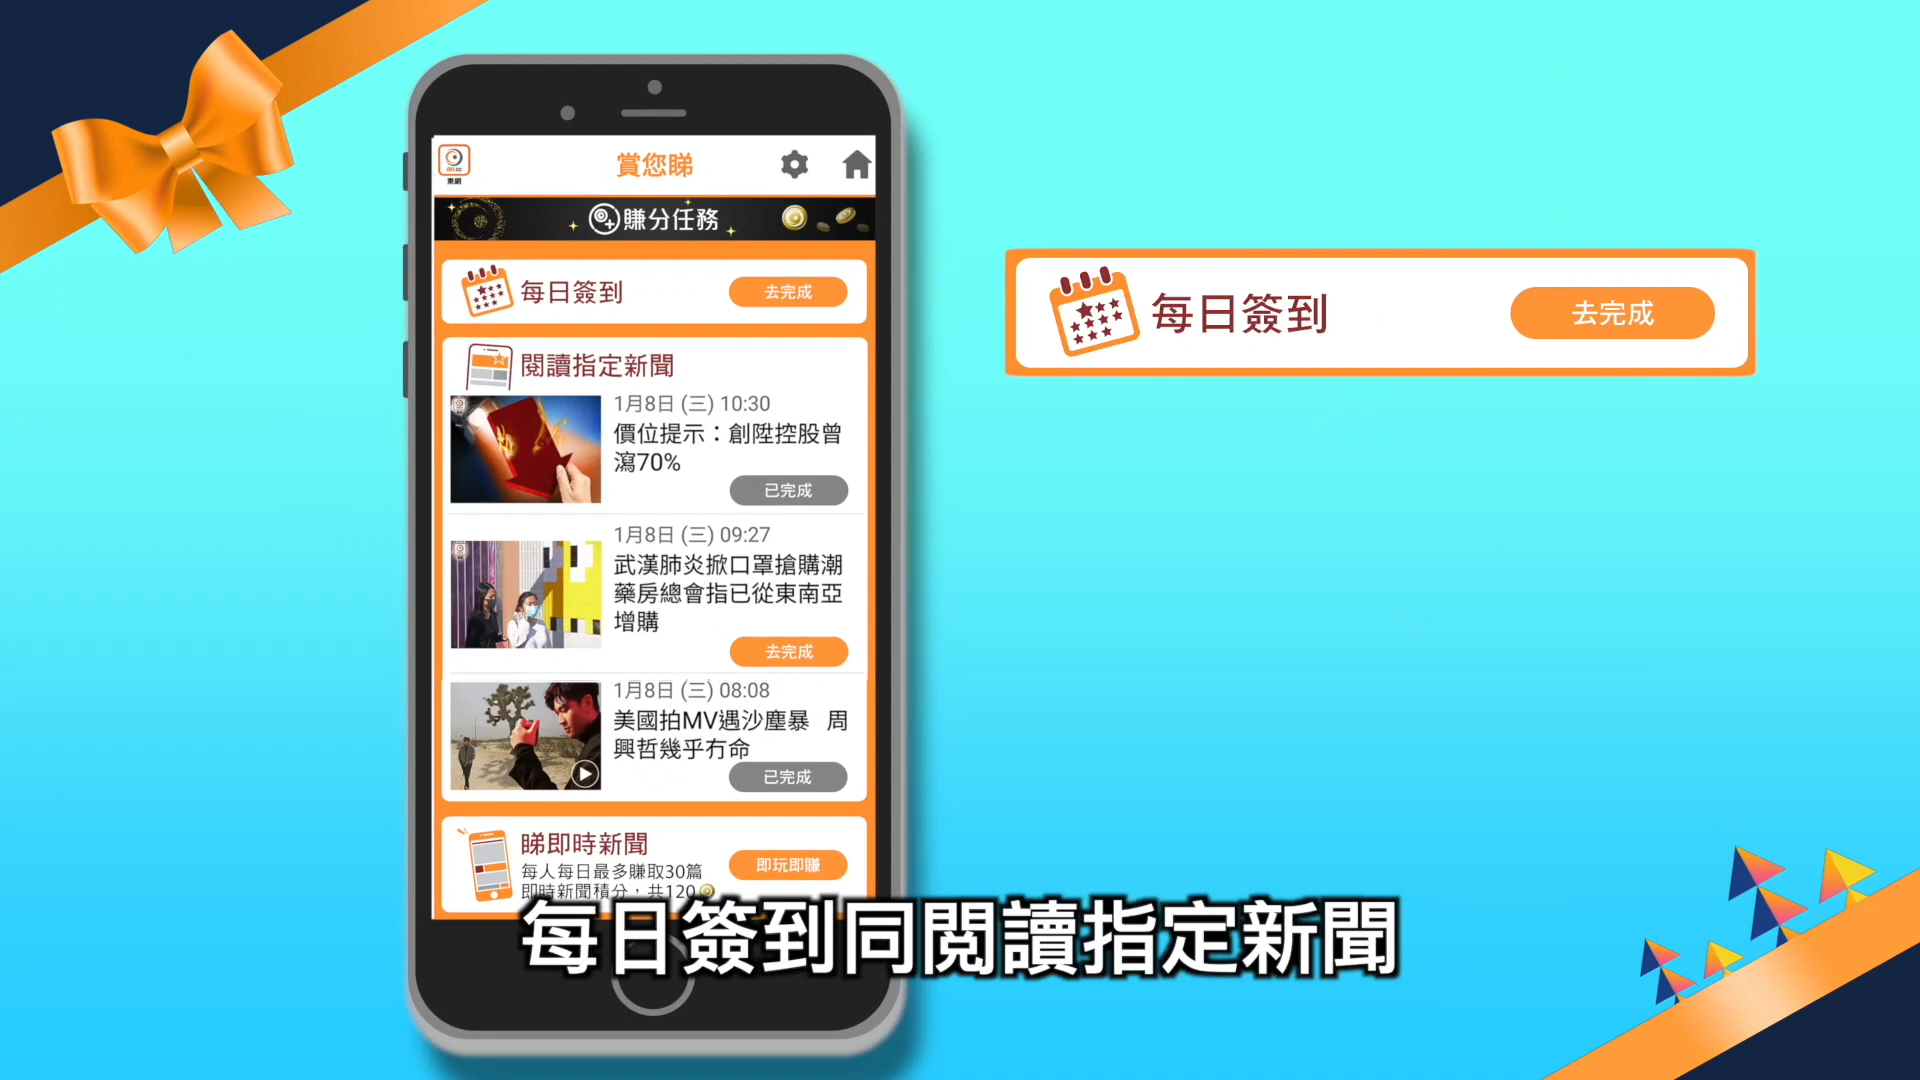 on.cc
東網
賞您睇
賺分任務
每日簽到
去完成
閱讀指定新聞
1月8日 (三) 10:30
價位提示：創陞控股曾
瀉70%
已完成
1月8日 (三) 09:27
武漢肺炎掀口罩搶購潮
藥房總會指已從東南亞
增購
去完成
1月8日 (三) 08:08
美國拍MV遇沙塵暴 周
興哲幾乎冇命
已完成
睇即時新聞
每人每日最多賺取30篇
即時新聞積分，共120
即玩即賺
每日簽到
去完成
每日簽到同閱讀指定新聞